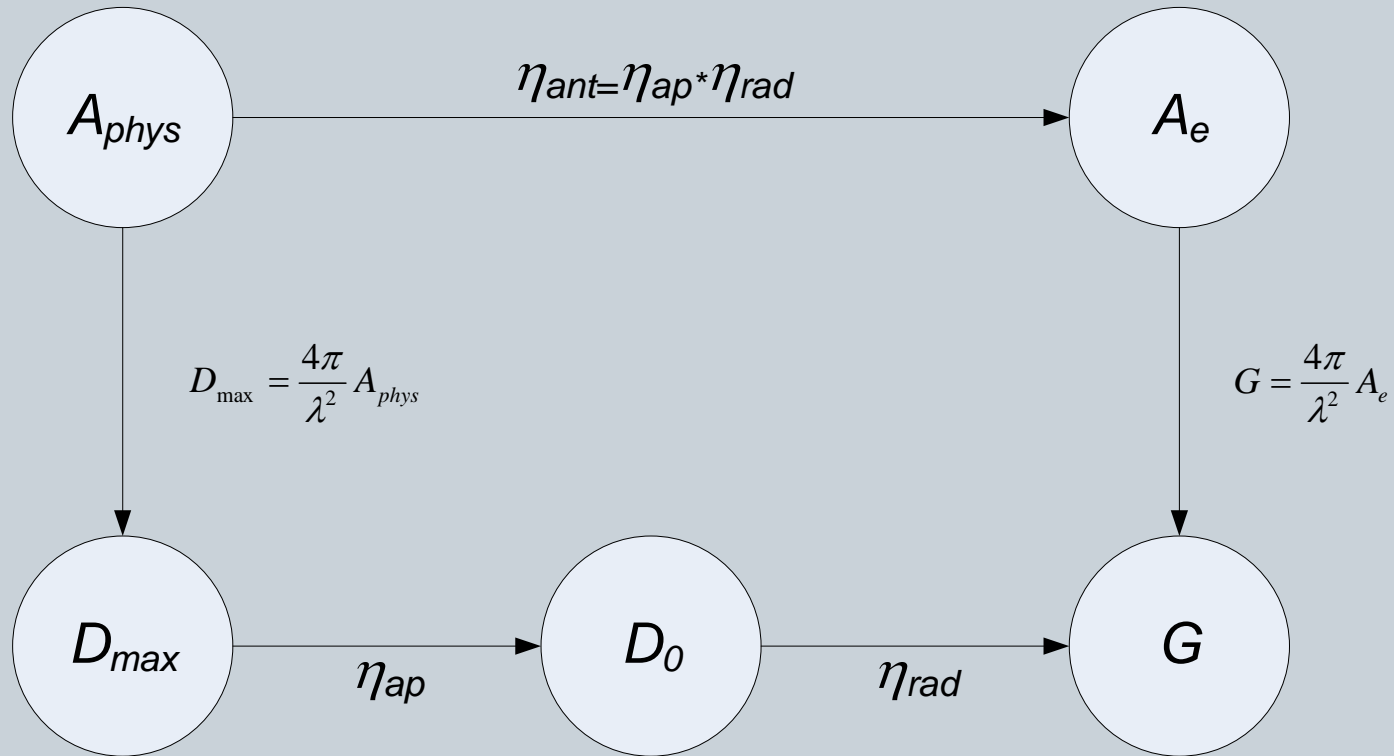 A_phys
η_ant=η_ap*η_rad
A_e
D_max = 4π/λ² A_phys
G = 4π/λ² A_e
D_max
η_ap
D_0
η_rad
G